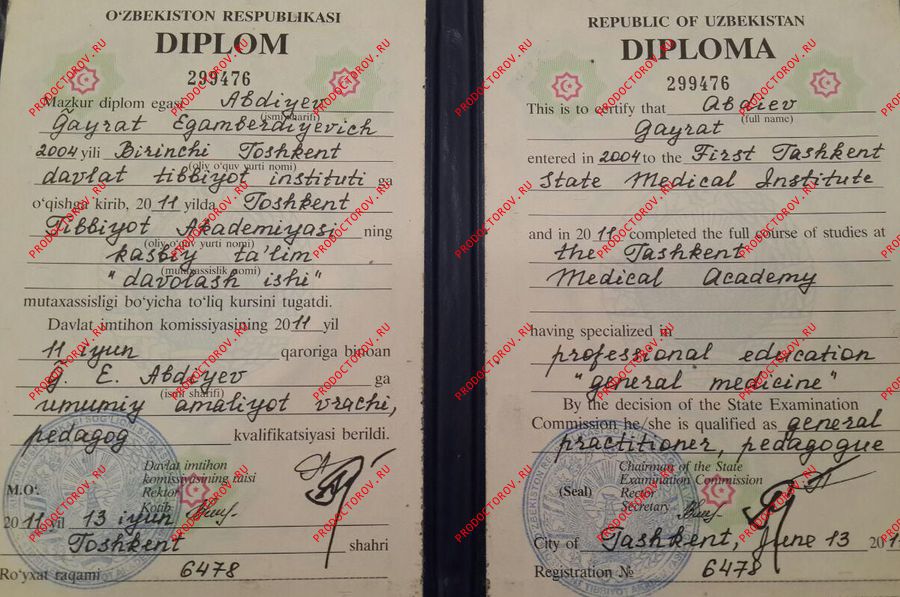 O‘ZBEKISTON RESPUBLIKASI
DIPLOM
299476
Mazkur diplom egasi Abdiyev
(ismi sharifi)
G‘ayrat Egamberdiyevich
2004 yili Birinchi Toshkent
(oliy o‘quv yurti nomi)
davlat tibbiyot instituti ga
o‘qishga kirib, 2011 yilda Toshkent
Tibbiyot Akademiyasi ning
(oliy o‘quv yurti nomi)
kasbiy ta'lim
(mutaxassislik nomi)
"davolash ishi"
mutaxassisligi bo‘yicha to‘liq kursini tugatdi.
Davlat imtihon komissiyasining 2011 yil
11 iyun qaroriga binoan
G‘. E. Abdiyev ga
(ismi sharifi)
umumiy amaliyot vrachi,
pedagog kvalifikatsiyasi berildi.
Davlat imtihon
komissiyasining raisi
M.O‘. Rektor
Kotib
2011 yil 13 iyun
Toshkent shahri
Ro‘yxat raqami 6478
REPUBLIC OF UZBEKISTAN
DIPLOMA
299476
This is to certify that Abdiev
(full name)
Gayrat
entered in 2004 to the First Tashkent
State Medical Institute
and in 2011 completed the full course of studies at
the Tashkent
Medical Academy
having specialized in
professional education
"general medicine"
By the decision of the State Examination
Commission he/she is qualified as general
practitioner, pedagogue
Chairman of the State
Examination Commission
(Seal) Rector
Secretary
City of Tashkent, June 13 201
Registration № 6478
PRODOCTOROV.RU